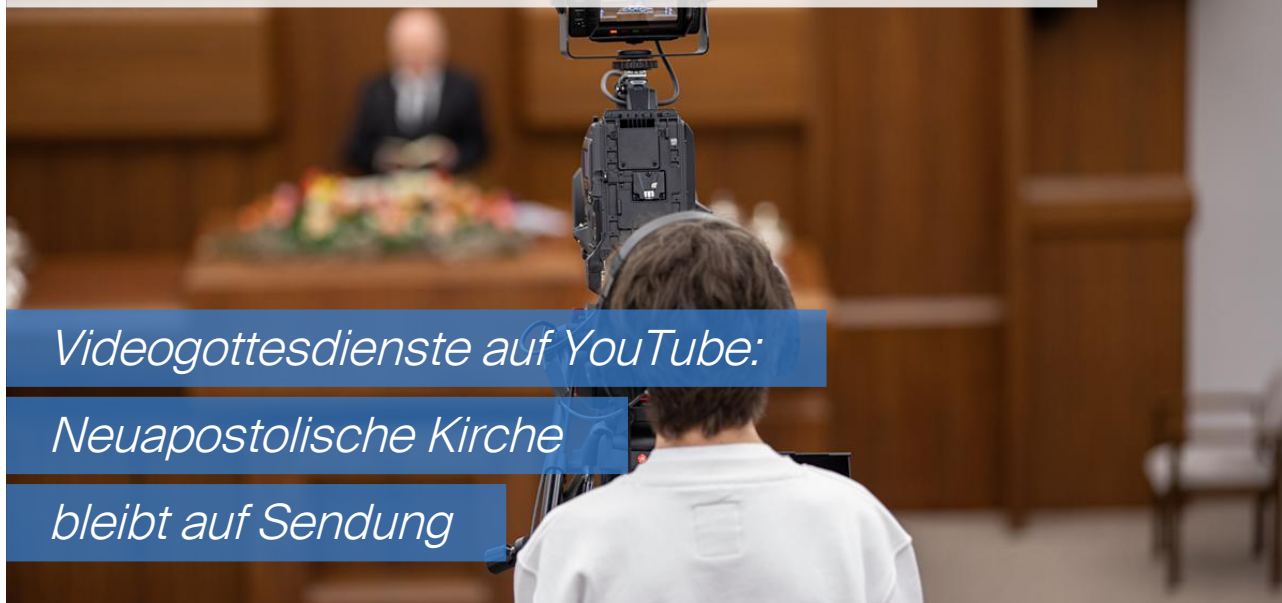 Videogottesdienste auf YouTube:
Neuapostolische Kirche
bleibt auf Sendung